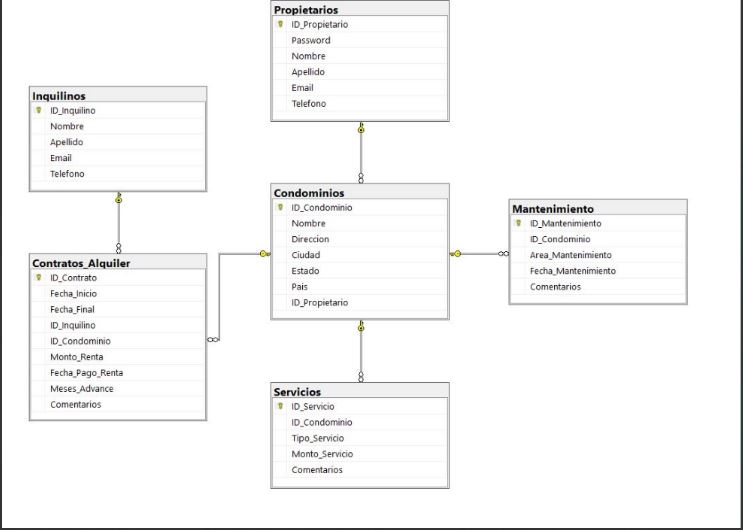 Propietarios
ID_Propietario
Password
Nombre
Apellido
Email
Telefono
Inquilinos
ID_Inquilino
Nombre
Apellido
Email
Telefono
Condominios
ID_Condominio
Nombre
Direccion
Ciudad
Estado
Pais
ID_Propietario
Mantenimiento
ID_Mantenimiento
ID_Condominio
Area_Mantenimiento
Fecha_Mantenimiento
Comentarios
Contratos_Alquiler
ID_Contrato
Fecha_Inicio
Fecha_Final
ID_Inquilino
ID_Condominio
Monto_Renta
Fecha_Pago_Renta
Meses_Advance
Comentarios
Servicios
ID_Servicio
ID_Condominio
Tipo_Servicio
Monto_Servicio
Comentarios